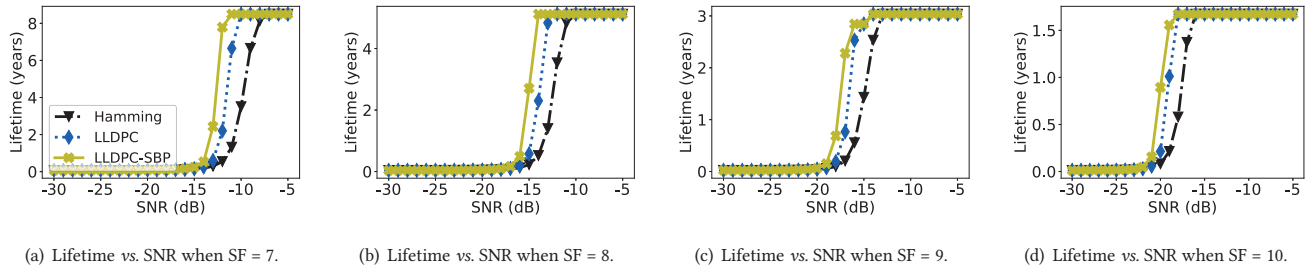 Lifetime (years)
8
6
4
2
0
Hamming
LLDPC
LLDPC-SBP
-30 -25 -20 -15 -10 -5
SNR (dB)
(a) Lifetime vs. SNR when SF = 7.
Lifetime (years)
4
2
0
-30 -25 -20 -15 -10 -5
SNR (dB)
(b) Lifetime vs. SNR when SF = 8.
Lifetime (years)
3
2
1
0
-30 -25 -20 -15 -10 -5
SNR (dB)
(c) Lifetime vs. SNR when SF = 9.
Lifetime (years)
1.5
1.0
0.5
0.0
-30 -25 -20 -15 -10 -5
SNR (dB)
(d) Lifetime vs. SNR when SF = 10.